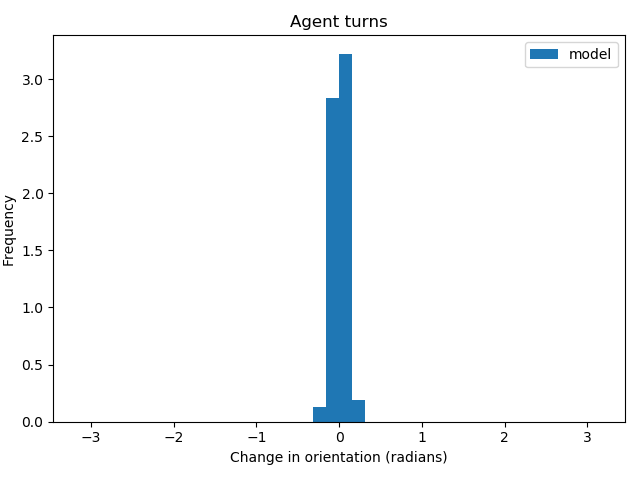 Agent turns
model
3.0
2.5
2.0
1.5
1.0
0.5
0.0
Frequency
−3 −2 −1 0 1 2 3
Change in orientation (radians)